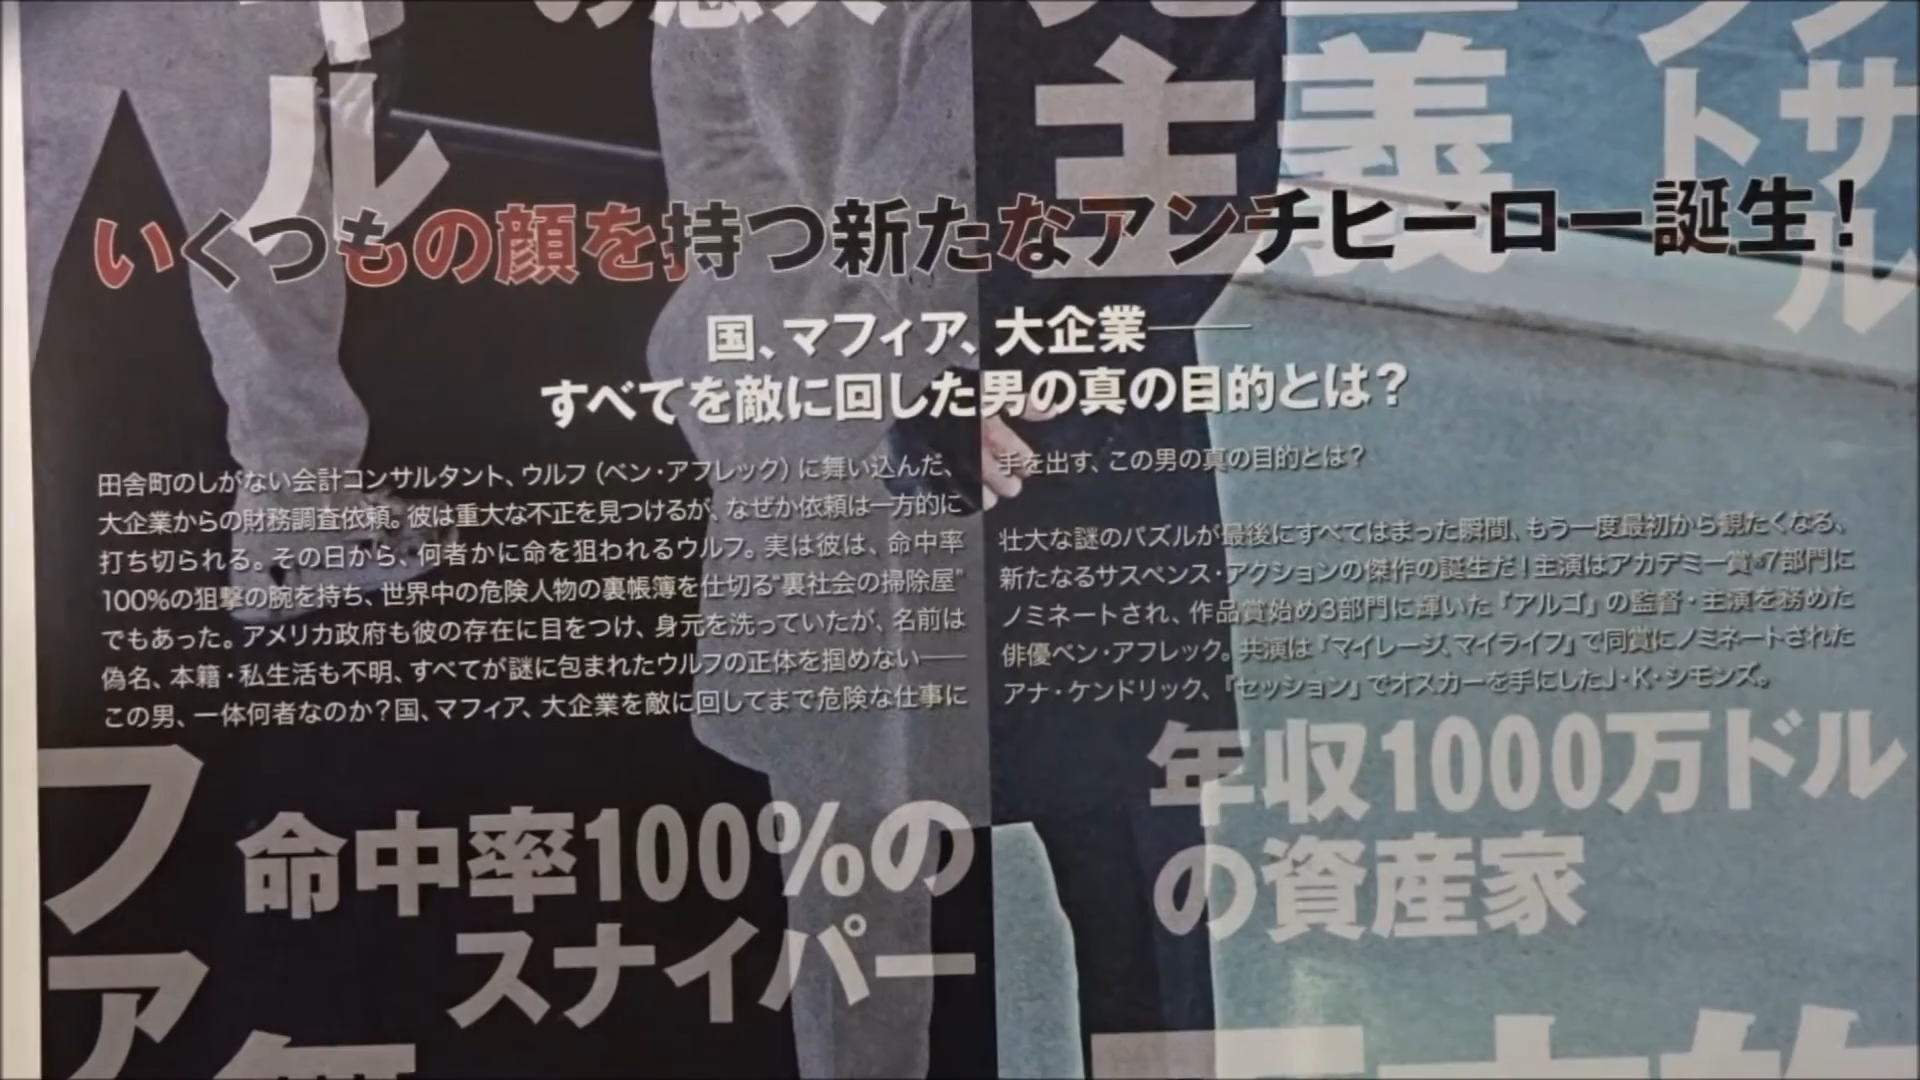 主義
トサル
ル
いくつもの顔を持つ新たなアンチヒーロー誕生!
国、マフィア、大企業——
すべてを敵に回した男の真の目的とは?
田舎町のしがない会計コンサルタント、ウルフ(ベン・アフレック)に舞い込んだ、
大企業からの財務調査依頼。彼は重大な不正を見つけるが、なぜか依頼は一方的に
打ち切られる。その日から、何者かに命を狙われるウルフ。実は彼は、命中率
100%の狙撃の腕を持ち、世界中の危険人物の裏帳簿を仕切る“裏社会の掃除屋”
でもあった。アメリカ政府も彼の存在に目をつけ、身元を洗っていたが、名前は
偽名、本籍・私生活も不明、すべてが謎に包まれたウルフの正体を掴めない——
この男、一体何者なのか?国、マフィア、大企業を敵に回してまで危険な仕事に
手を出す、この男の真の目的とは?
壮大な謎のパズルが最後にすべてはまった瞬間、もう一度最初から観たくなる、
新たなるサスペンス・アクションの傑作の誕生だ!主演はアカデミー賞®7部門に
ノミネートされ、作品賞始め3部門に輝いた『アルゴ』の監督・主演を務めた
俳優ベン・アフレック。共演は『マイレージ、マイライフ』で同賞にノミネートされた
アナ・ケンドリック、『セッション』でオスカーを手にしたJ・K・シモンズ。
ファ
命中率100%の
スナイパー
年収1000万ドル
の資産家